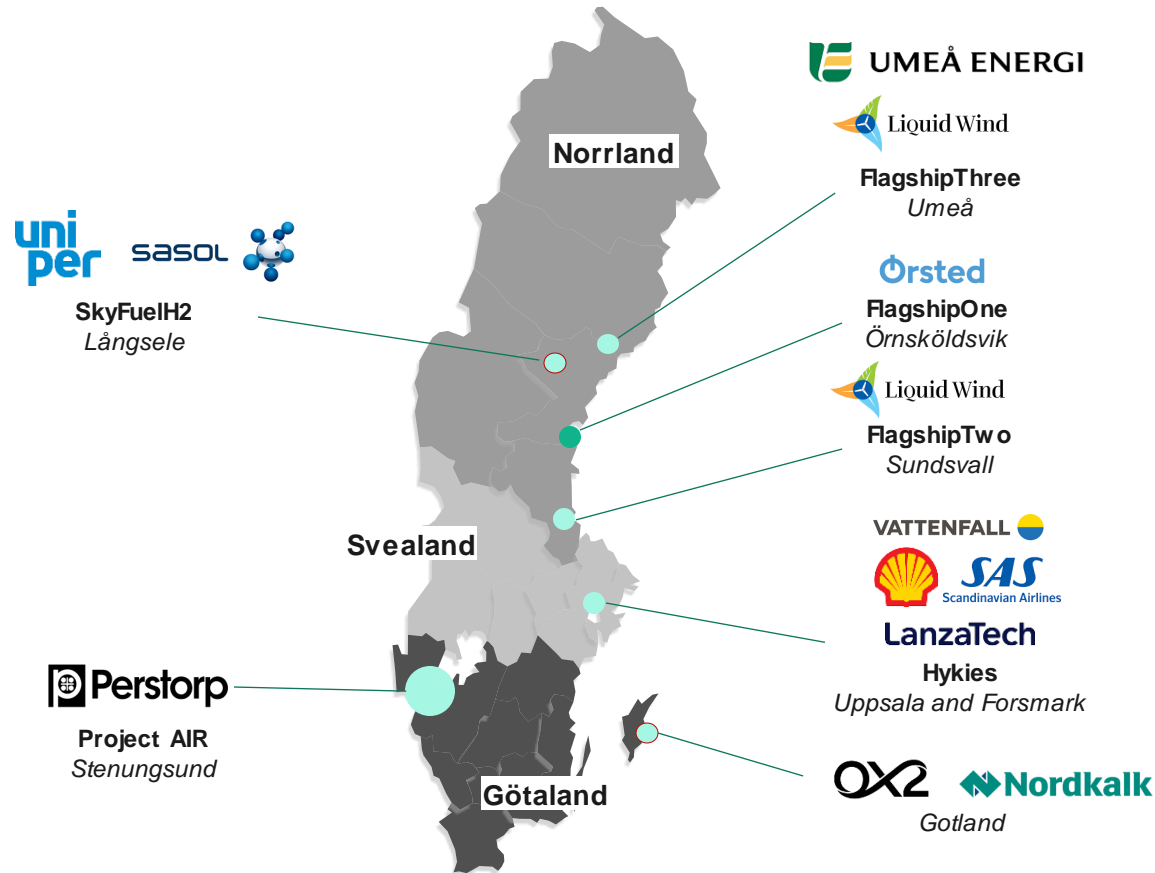 UMEÅ ENERGI
Liquid Wind
FlagshipThree
Umeå
Norrland
uni
per
sasol
SkyFuelH2
Långsele
Ørsted
FlagshipOne
Örnsköldsvik
Liquid Wind
FlagshipTwo
Sundsvall
Svealand
VATTENFALL
SAS
Scandinavian Airlines
LanzaTech
Hykies
Uppsala and Forsmark
Perstorp
Project AIR
Stenungsund
Götaland
OX2
Nordkalk
Gotland